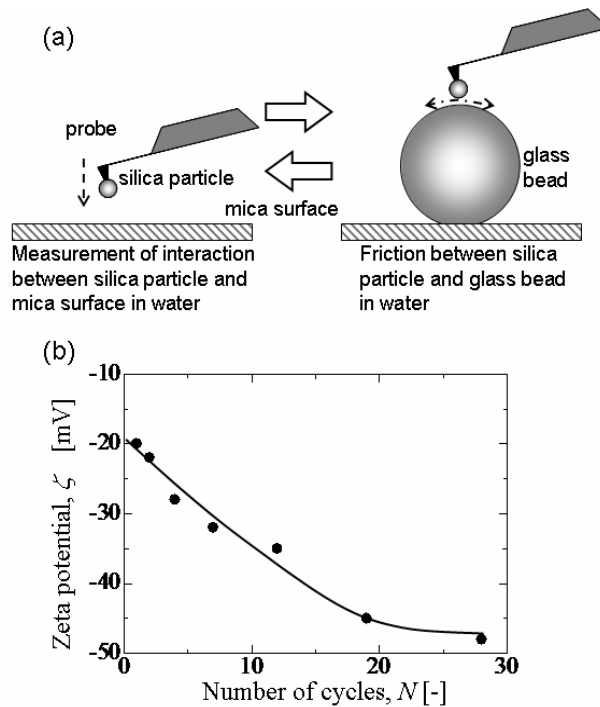 (a)
probe
silica particle
mica surface
glass
bead
Measurement of interaction
between silica particle and
mica surface in water
Friction between silica
particle and glass bead
in water
(b)
Zeta potential, ζ [mV]
-10
-20
-30
-40
-50
0
10
20
30
Number of cycles, N [-]